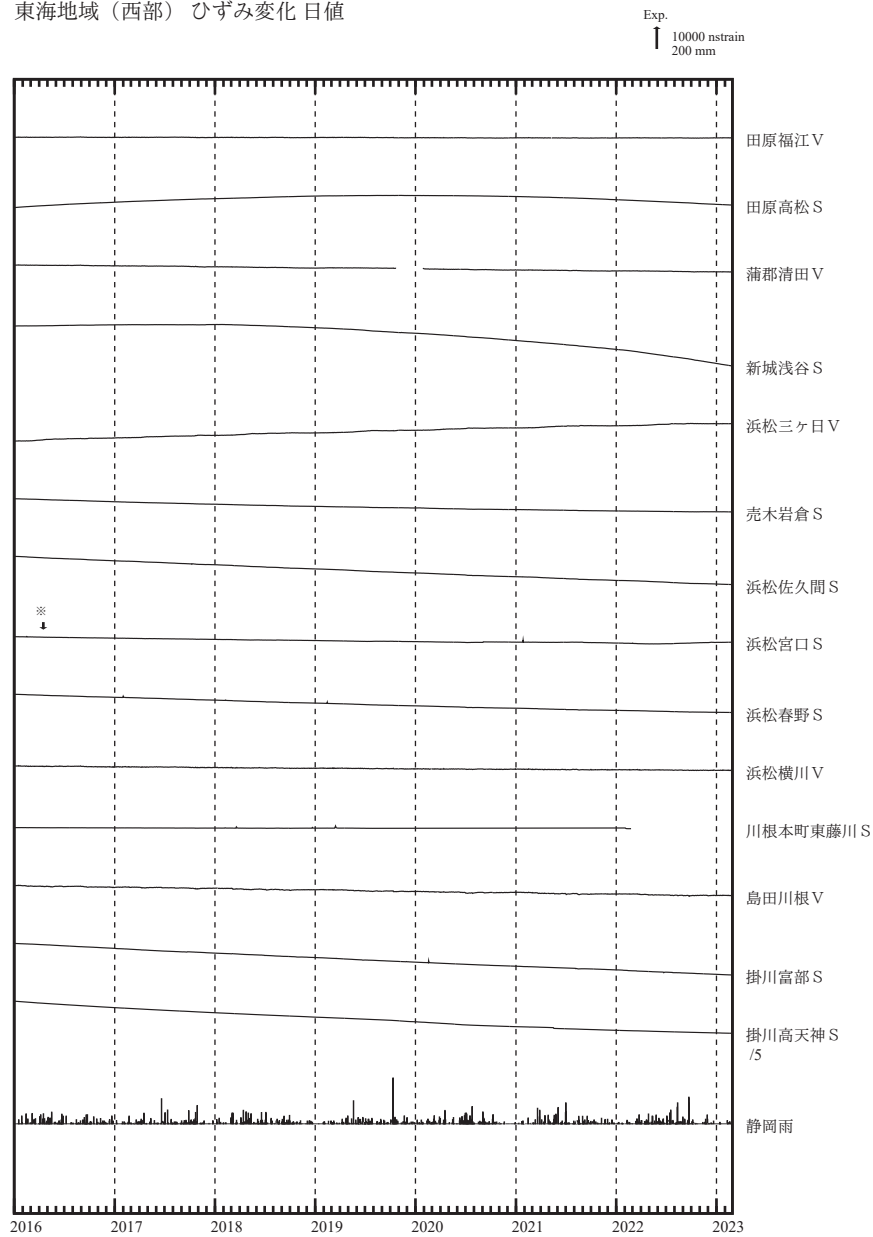 東海地域（西部） ひずみ変化 日値
Exp.
10000 nstrain
200 mm
田原福江Ｖ
田原高松Ｓ
蒲郡清田Ｖ
新城浅谷Ｓ
浜松三ヶ日Ｖ
売木岩倉Ｓ
浜松佐久間Ｓ
※
浜松宮口Ｓ
浜松春野Ｓ
浜松横川Ｖ
川根本町東藤川Ｓ
島田川根Ｖ
掛川富部Ｓ
掛川高天神Ｓ
/5
静岡雨
2016 2017 2018 2019 2020 2021 2022 2023